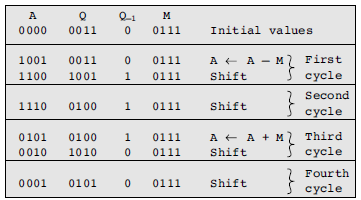 A Q Q-1 M
0000 0011 0 0111 Initial values
1001 0011 0 0111 A ← A – M First
1100 1001 1 0111 Shift cycle
1110 0100 1 0111 Shift Second cycle
0101 0100 1 0111 A ← A + M Third
0010 1010 0 0111 Shift cycle
0001 0101 0 0111 Shift Fourth cycle